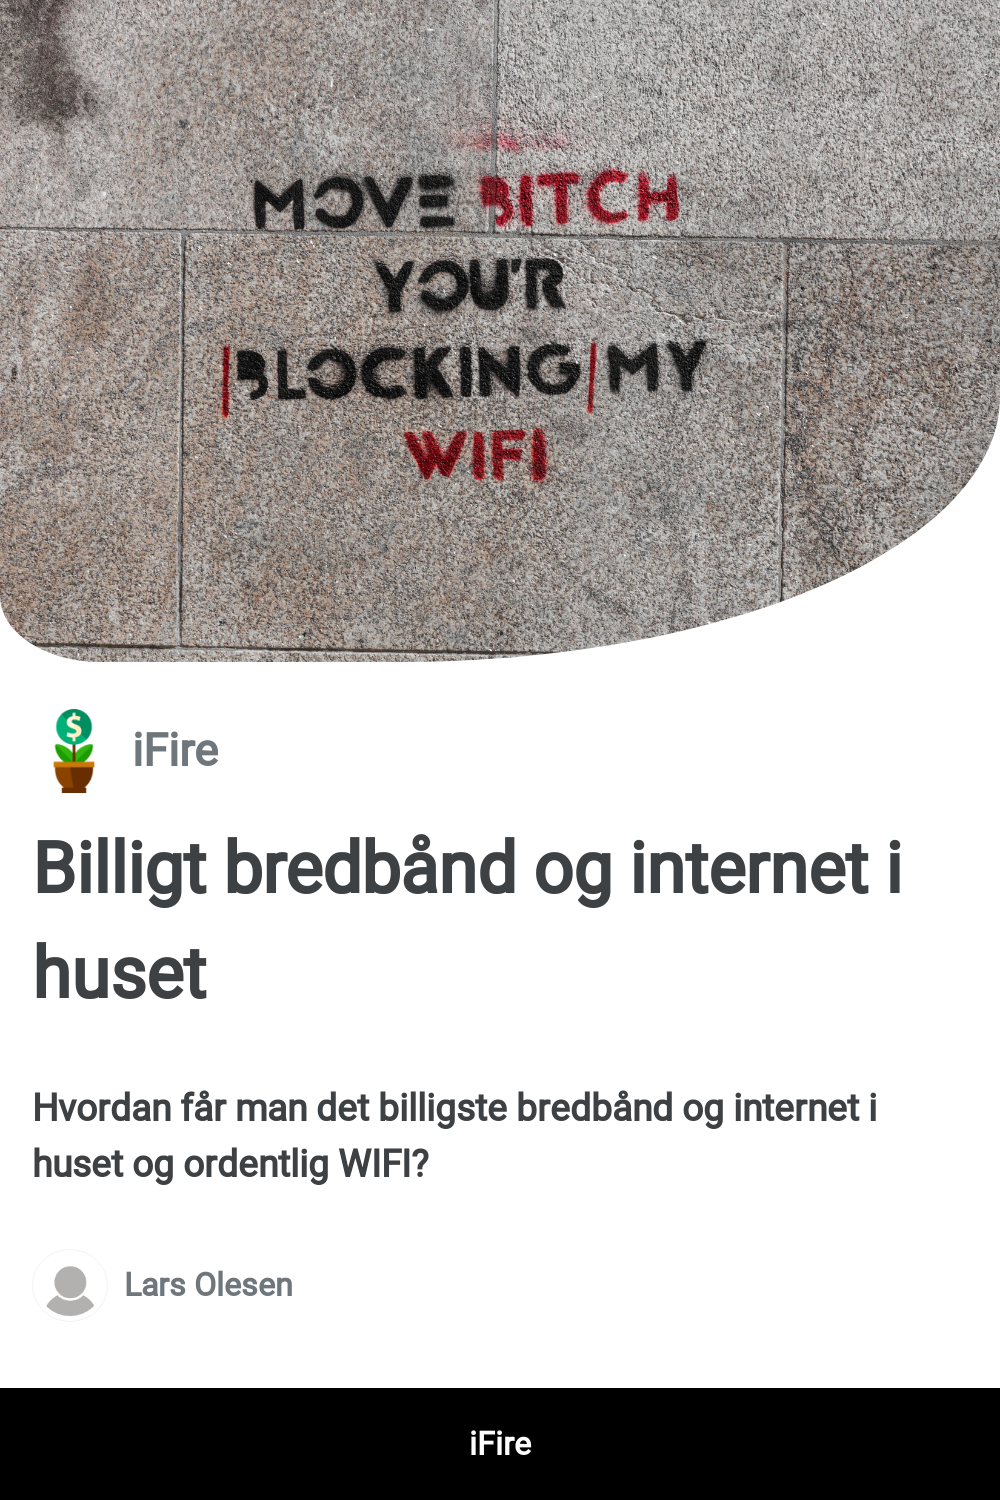 MOVE BITCH
YOU'R
|BLOCKING|MY
WIFI
$
iFire
Billigt bredbånd og internet i
huset
Hvordan får man det billigste bredbånd og internet i
huset og ordentlig WIFI?
Lars Olesen
iFire